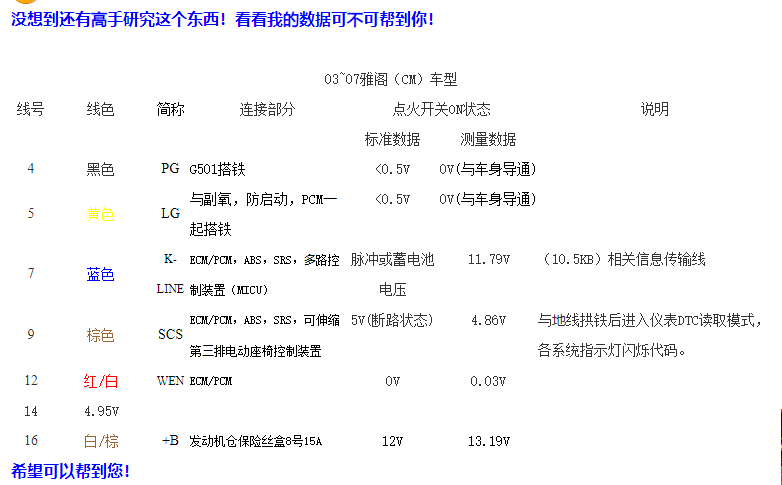 没想到还有高手研究这个东西！看看我的数据可不可帮到你！
03~07雅阁（CM）车型
线号 线色 简称 连接部分 点火开关ON状态 说明
标准数据 测量数据
4 黑色 PG G501搭铁 <0.5V 0V(与车身导通)
5 黄色 LG 与副氧，防启动，PCM一 <0.5V 0V(与车身导通)
起搭铁
7 蓝色 K- ECM/PCM，ABS，SRS，多路控 脉冲或蓄电池 11.79V （10.5KB）相关信息传输线
LINE 制装置（MICU） 电压
9 棕色 SCS ECM/PCM，ABS，SRS，可伸缩 5V(断路状态) 4.86V 与地线拱铁后进入仪表DTC读取模式，
第三排电动座椅控制装置 各系统指示灯闪烁代码。
12 红/白 WEN ECM/PCM 0V 0.03V
14 4.95V
16 白/棕 +B 发动机仓保险丝盒8号15A 12V 13.19V
希望可以帮到您！